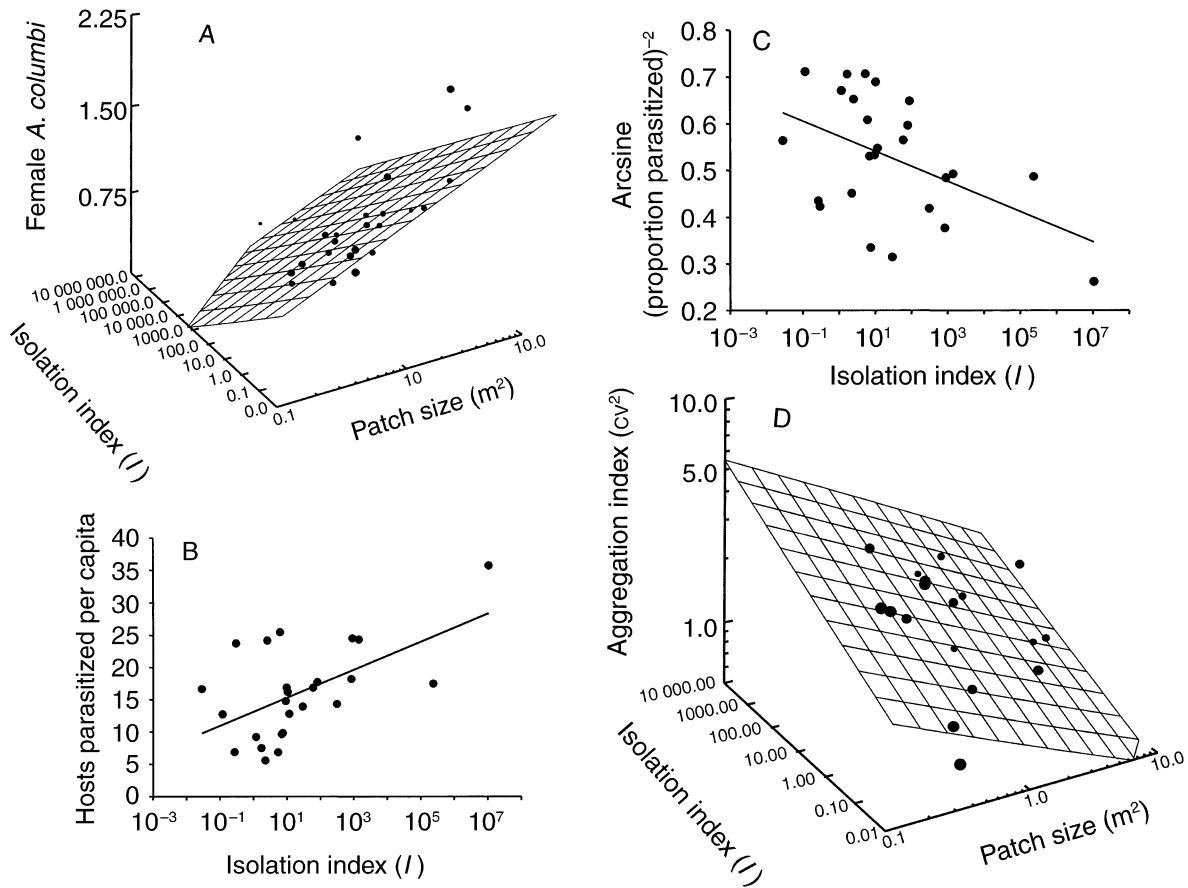 A
Female A. columbi
2.25
1.50
0.75
10 000 000.0
1 000 000.0
100 000.0
10 000.0
1000.0
100.0
10.0
1.0
0.1
0.0
Isolation index (I)
0.1
10
10.0
Patch size (m²)
B
Hosts parasitized per capita
40
35
30
25
20
15
10
5
0
10⁻³ 10⁻¹ 10¹ 10³ 10⁵ 10⁷
Isolation index (I)
C
Arcsine
(proportion parasitized)⁻²
0.8
0.7
0.6
0.5
0.4
0.3
0.2
10⁻³ 10⁻¹ 10¹ 10³ 10⁵ 10⁷
Isolation index (I)
D
Aggregation index (CV²)
10.0
5.0
1.0
10 000.00
1000.00
100.00
10.00
1.00
0.10
0.01
Isolation index (I)
0.1
1.0
10.0
Patch size (m²)